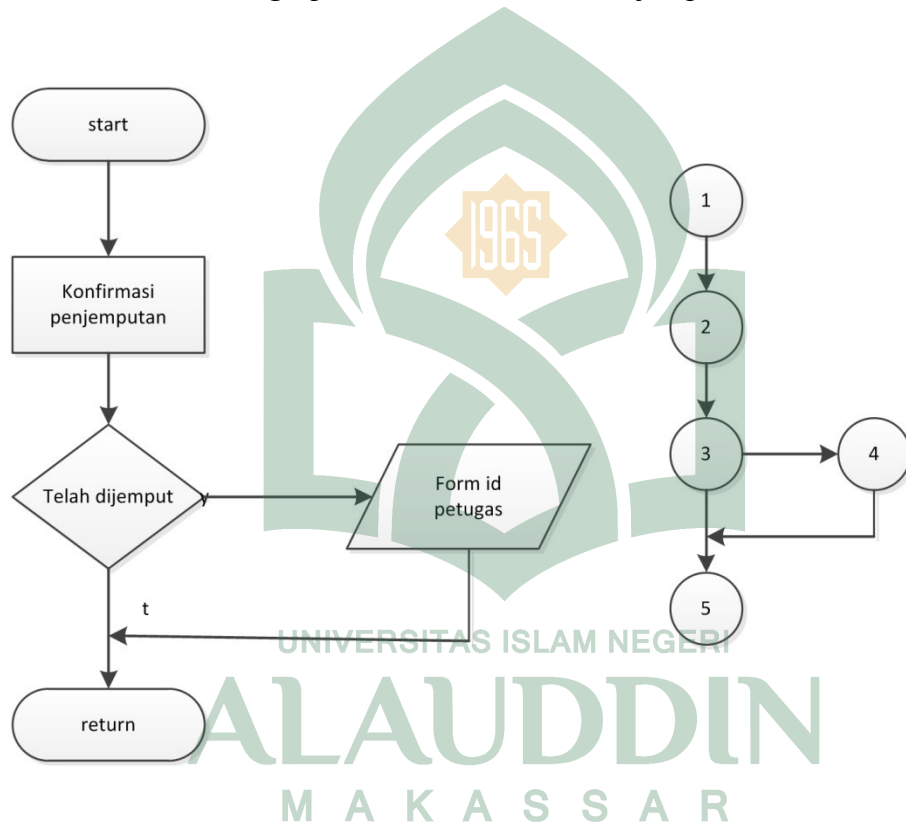 start
Konfirmasi
penjemputan
Telah dijemput
y
Form id
petugas
t
return
1
2
3
4
5
1965
UNIVERSITAS ISLAM NEGERI
ALAUDDIN
MAKASSAR